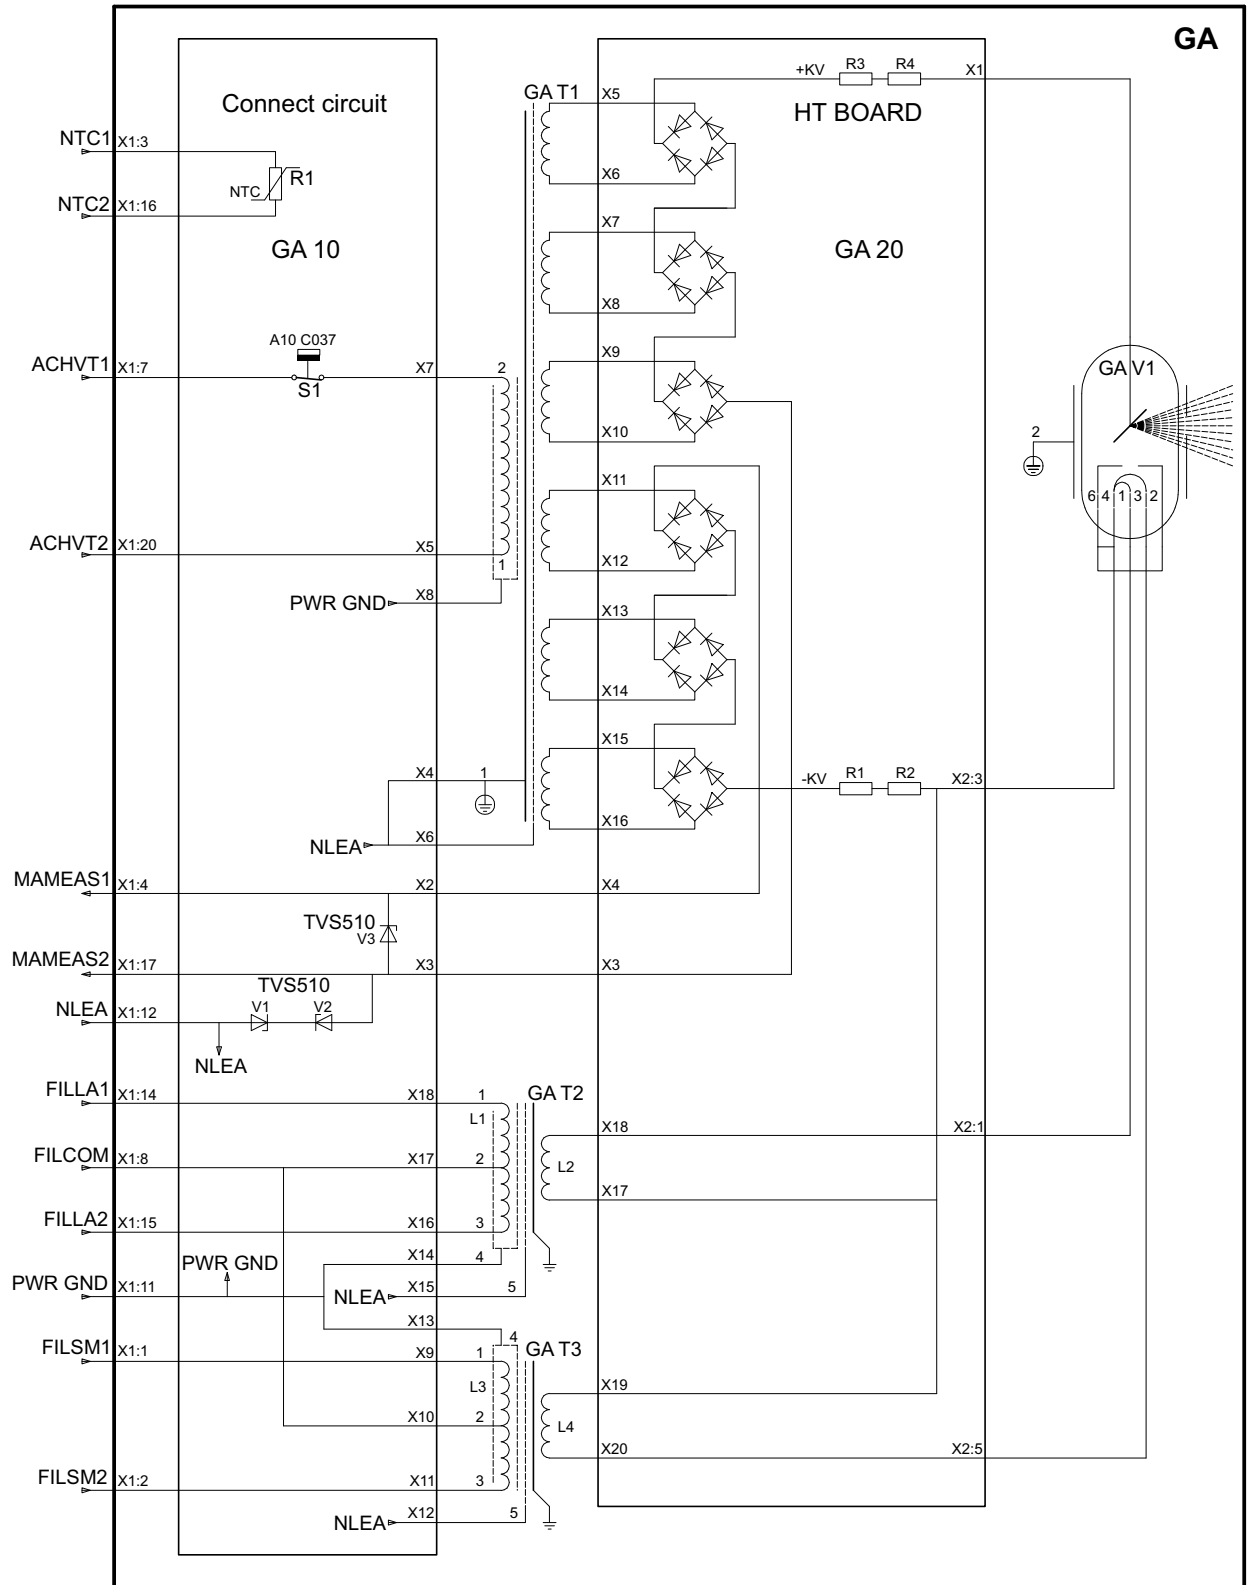 GA
+KV R3 R4 X1
Connect circuit
GA T1 X5
HT BOARD
NTC1 X1:3
NTC R1
X6
NTC2 X1:16
GA 10
X7
GA 20
X8
A10 C037
ACHVT1 X1:7
S1
X7 2
X9
GA V1
X10
2
X11
6 4 1 3 2
ACHVT2 X1:20
X5 1
X12
PWR GND X8
X13
X14
X15
X4 1
-KV R1 R2 X2:3
X16
NLEA X6
MAMEAS1 X1:4 X2 X4
TVS510
V3
MAMEAS2 X1:17 X3 X3
TVS510
NLEA X1:12 V1 V2
NLEA
FILLA1 X1:14 X18 1 GA T2
L1
X18 X2:1
FILCOM X1:8 X17 2 L2
X17
FILLA2 X1:15 X16 3
X14 4
PWR GND
PWR GND X1:11 NLEA X15 5
X13 4
FILSM1 X1:1 X9 1 GA T3
L3
X19
X10 2 L4
X20 X2:5
FILSM2 X1:2 X11 3
NLEA X12 5